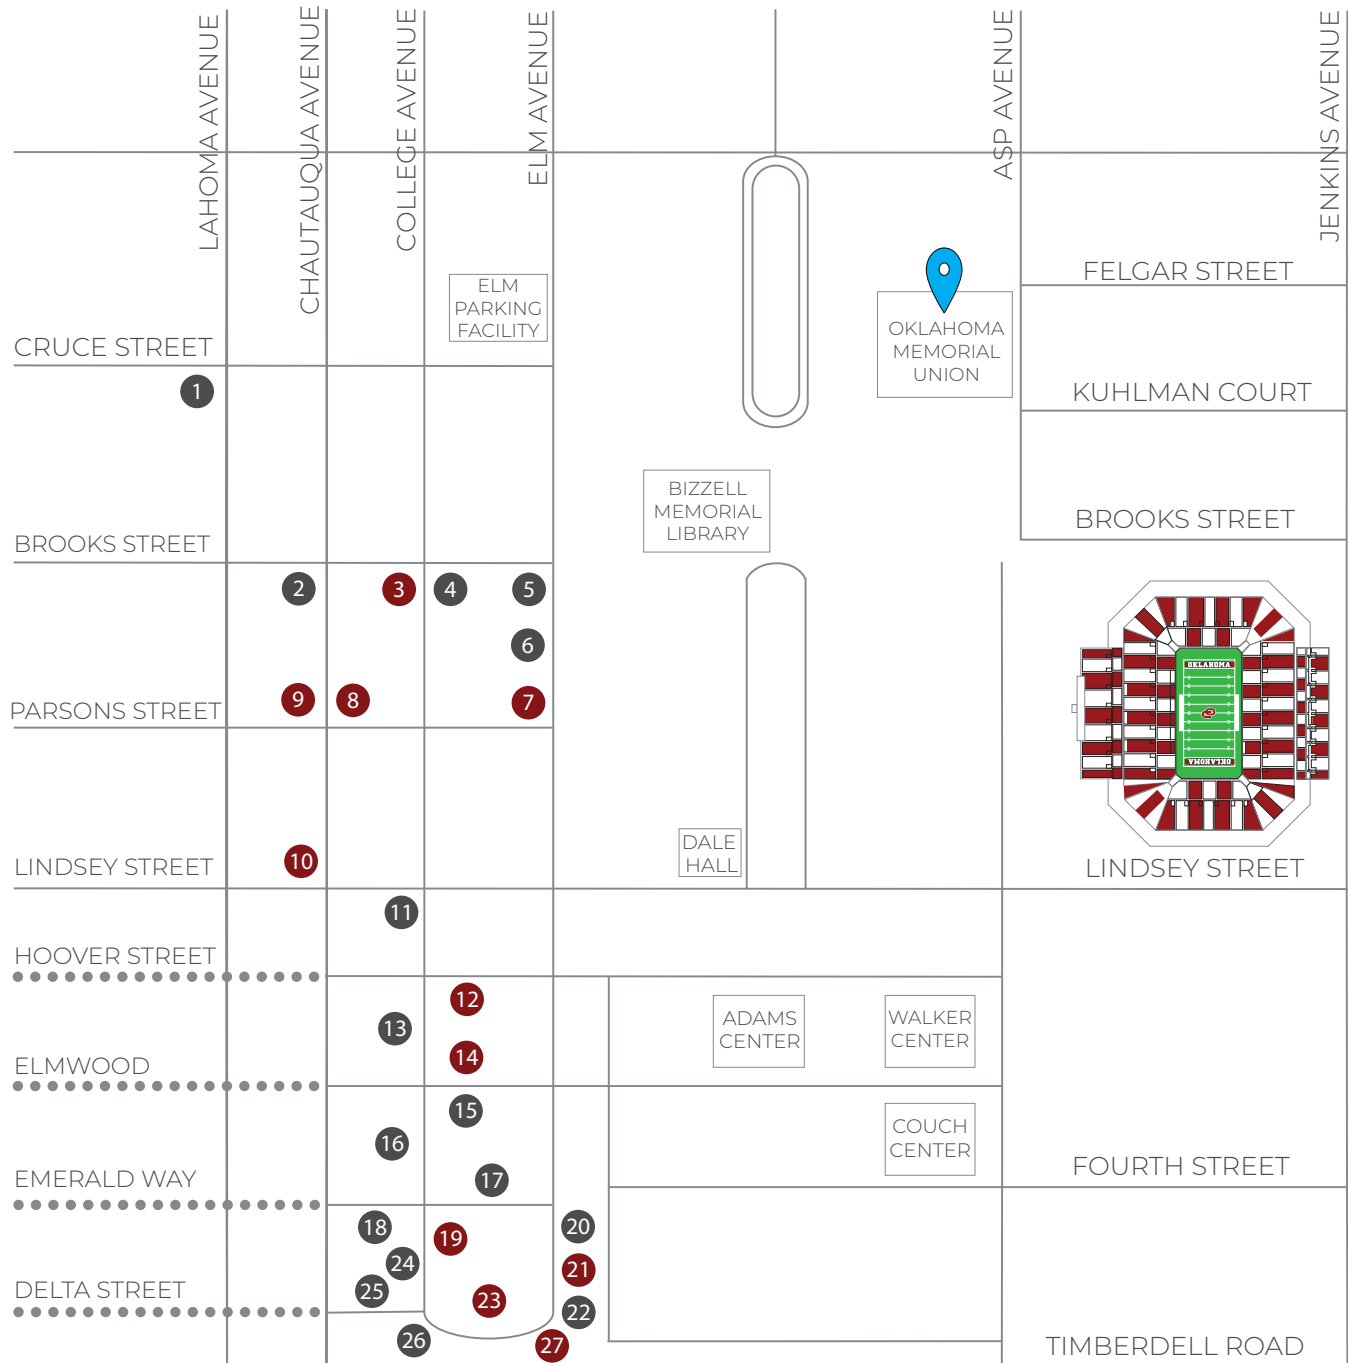 LAHOMA AVENUE
CHAUTAUQUA AVENUE
COLLEGE AVENUE
ELM AVENUE
ASP AVENUE
JENKINS AVENUE
FELGAR STREET
ELM
PARKING
FACILITY
OKLAHOMA
MEMORIAL
UNION
CRUCE STREET
1
KUHLMAN COURT
BIZZELL
MEMORIAL
LIBRARY
BROOKS STREET
BROOKS STREET
2
3
4
5
6
OKLAHOMA
OKLAHOMA
PARSONS STREET
9
8
7
DALE
HALL
LINDSEY STREET
10
LINDSEY STREET
11
HOOVER STREET
12
13
14
ADAMS
CENTER
WALKER
CENTER
ELMWOOD
15
16
17
COUCH
CENTER
FOURTH STREET
EMERALD WAY
18
19
20
24
21
25
23
22
DELTA STREET
26
27
TIMBERDELL ROAD